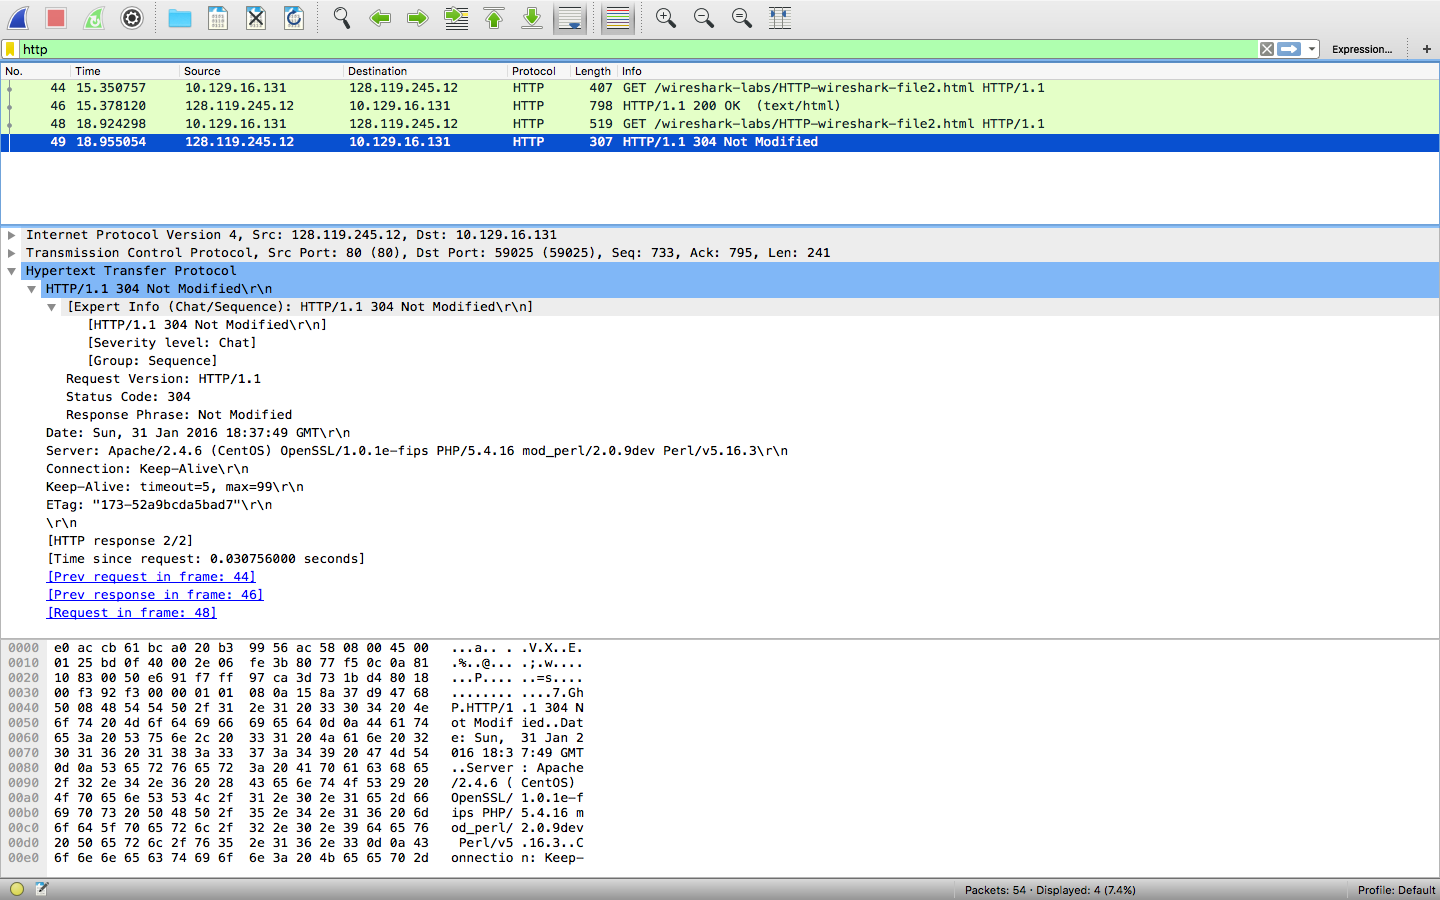 http
Expression...
+
No. Time Source Destination Protocol Length Info
44 15.350757 10.129.16.131 128.119.245.12 HTTP 407 GET /wireshark-labs/HTTP-wireshark-file2.html HTTP/1.1
46 15.378120 128.119.245.12 10.129.16.131 HTTP 798 HTTP/1.1 200 OK (text/html)
48 18.924298 10.129.16.131 128.119.245.12 HTTP 519 GET /wireshark-labs/HTTP-wireshark-file2.html HTTP/1.1
49 18.955054 128.119.245.12 10.129.16.131 HTTP 307 HTTP/1.1 304 Not Modified
Internet Protocol Version 4, Src: 128.119.245.12, Dst: 10.129.16.131
Transmission Control Protocol, Src Port: 80 (80), Dst Port: 59025 (59025), Seq: 733, Ack: 795, Len: 241
Hypertext Transfer Protocol
HTTP/1.1 304 Not Modified\r\n
[Expert Info (Chat/Sequence): HTTP/1.1 304 Not Modified\r\n]
[HTTP/1.1 304 Not Modified\r\n]
[Severity level: Chat]
[Group: Sequence]
Request Version: HTTP/1.1
Status Code: 304
Response Phrase: Not Modified
Date: Sun, 31 Jan 2016 18:37:49 GMT\r\n
Server: Apache/2.4.6 (CentOS) OpenSSL/1.0.1e-fips PHP/5.4.16 mod_perl/2.0.9dev Perl/v5.16.3\r\n
Connection: Keep-Alive\r\n
Keep-Alive: timeout=5, max=99\r\n
ETag: "173-52a9bcda5bad7"\r\n
\r\n
[HTTP response 2/2]
[Time since request: 0.030756000 seconds]
[Prev request in frame: 44]
[Prev response in frame: 46]
[Request in frame: 48]
0000 e0 ac cb 61 bc a0 20 b3 99 56 ac 58 08 00 45 00 ...a.. . .V.X..E.
0010 01 25 bd 0f 40 00 2e 06 fe 3b 80 77 f5 0c 0a 81 .%..@... .;.w....
0020 10 83 00 50 e6 91 f7 ff 97 ca 3d 73 1b d4 80 18 ...P.... ..=s....
0030 00 f3 92 f3 00 00 01 01 08 0a 15 8a 37 d9 47 68 ........ ....7.Gh
0040 50 08 48 54 54 50 2f 31 2e 31 20 33 30 34 20 4e P.HTTP/1 .1 304 N
0050 6f 74 20 4d 6f 64 69 66 69 65 64 0d 0a 44 61 74 ot Modif ied..Dat
0060 65 3a 20 53 75 6e 2c 20 33 31 20 4a 61 6e 20 32 e: Sun, 31 Jan 2
0070 30 31 36 20 31 38 3a 33 37 3a 34 39 20 47 4d 54 016 18:3 7:49 GMT
0080 0d 0a 53 65 72 76 65 72 3a 20 41 70 61 63 68 65 ..Server : Apache
0090 2f 32 2e 34 2e 36 20 28 43 65 6e 74 4f 53 29 20 /2.4.6 ( CentOS)
00a0 4f 70 65 6e 53 53 4c 2f 31 2e 30 2e 31 65 2d 66 OpenSSL/ 1.0.1e-f
00b0 69 70 73 20 50 48 50 2f 35 2e 34 2e 31 36 20 6d ips PHP/ 5.4.16 m
00c0 6f 64 5f 70 65 72 6c 2f 32 2e 30 2e 39 64 65 76 od_perl/ 2.0.9dev
00d0 20 50 65 72 6c 2f 76 35 2e 31 36 2e 33 0d 0a 43 Perl/v5 .16.3..C
00e0 6f 6e 6e 65 63 74 69 6f 6e 3a 20 4b 65 65 70 2d onnectio n: Keep-
Packets: 54 · Displayed: 4 (7.4%)
Profile: Default